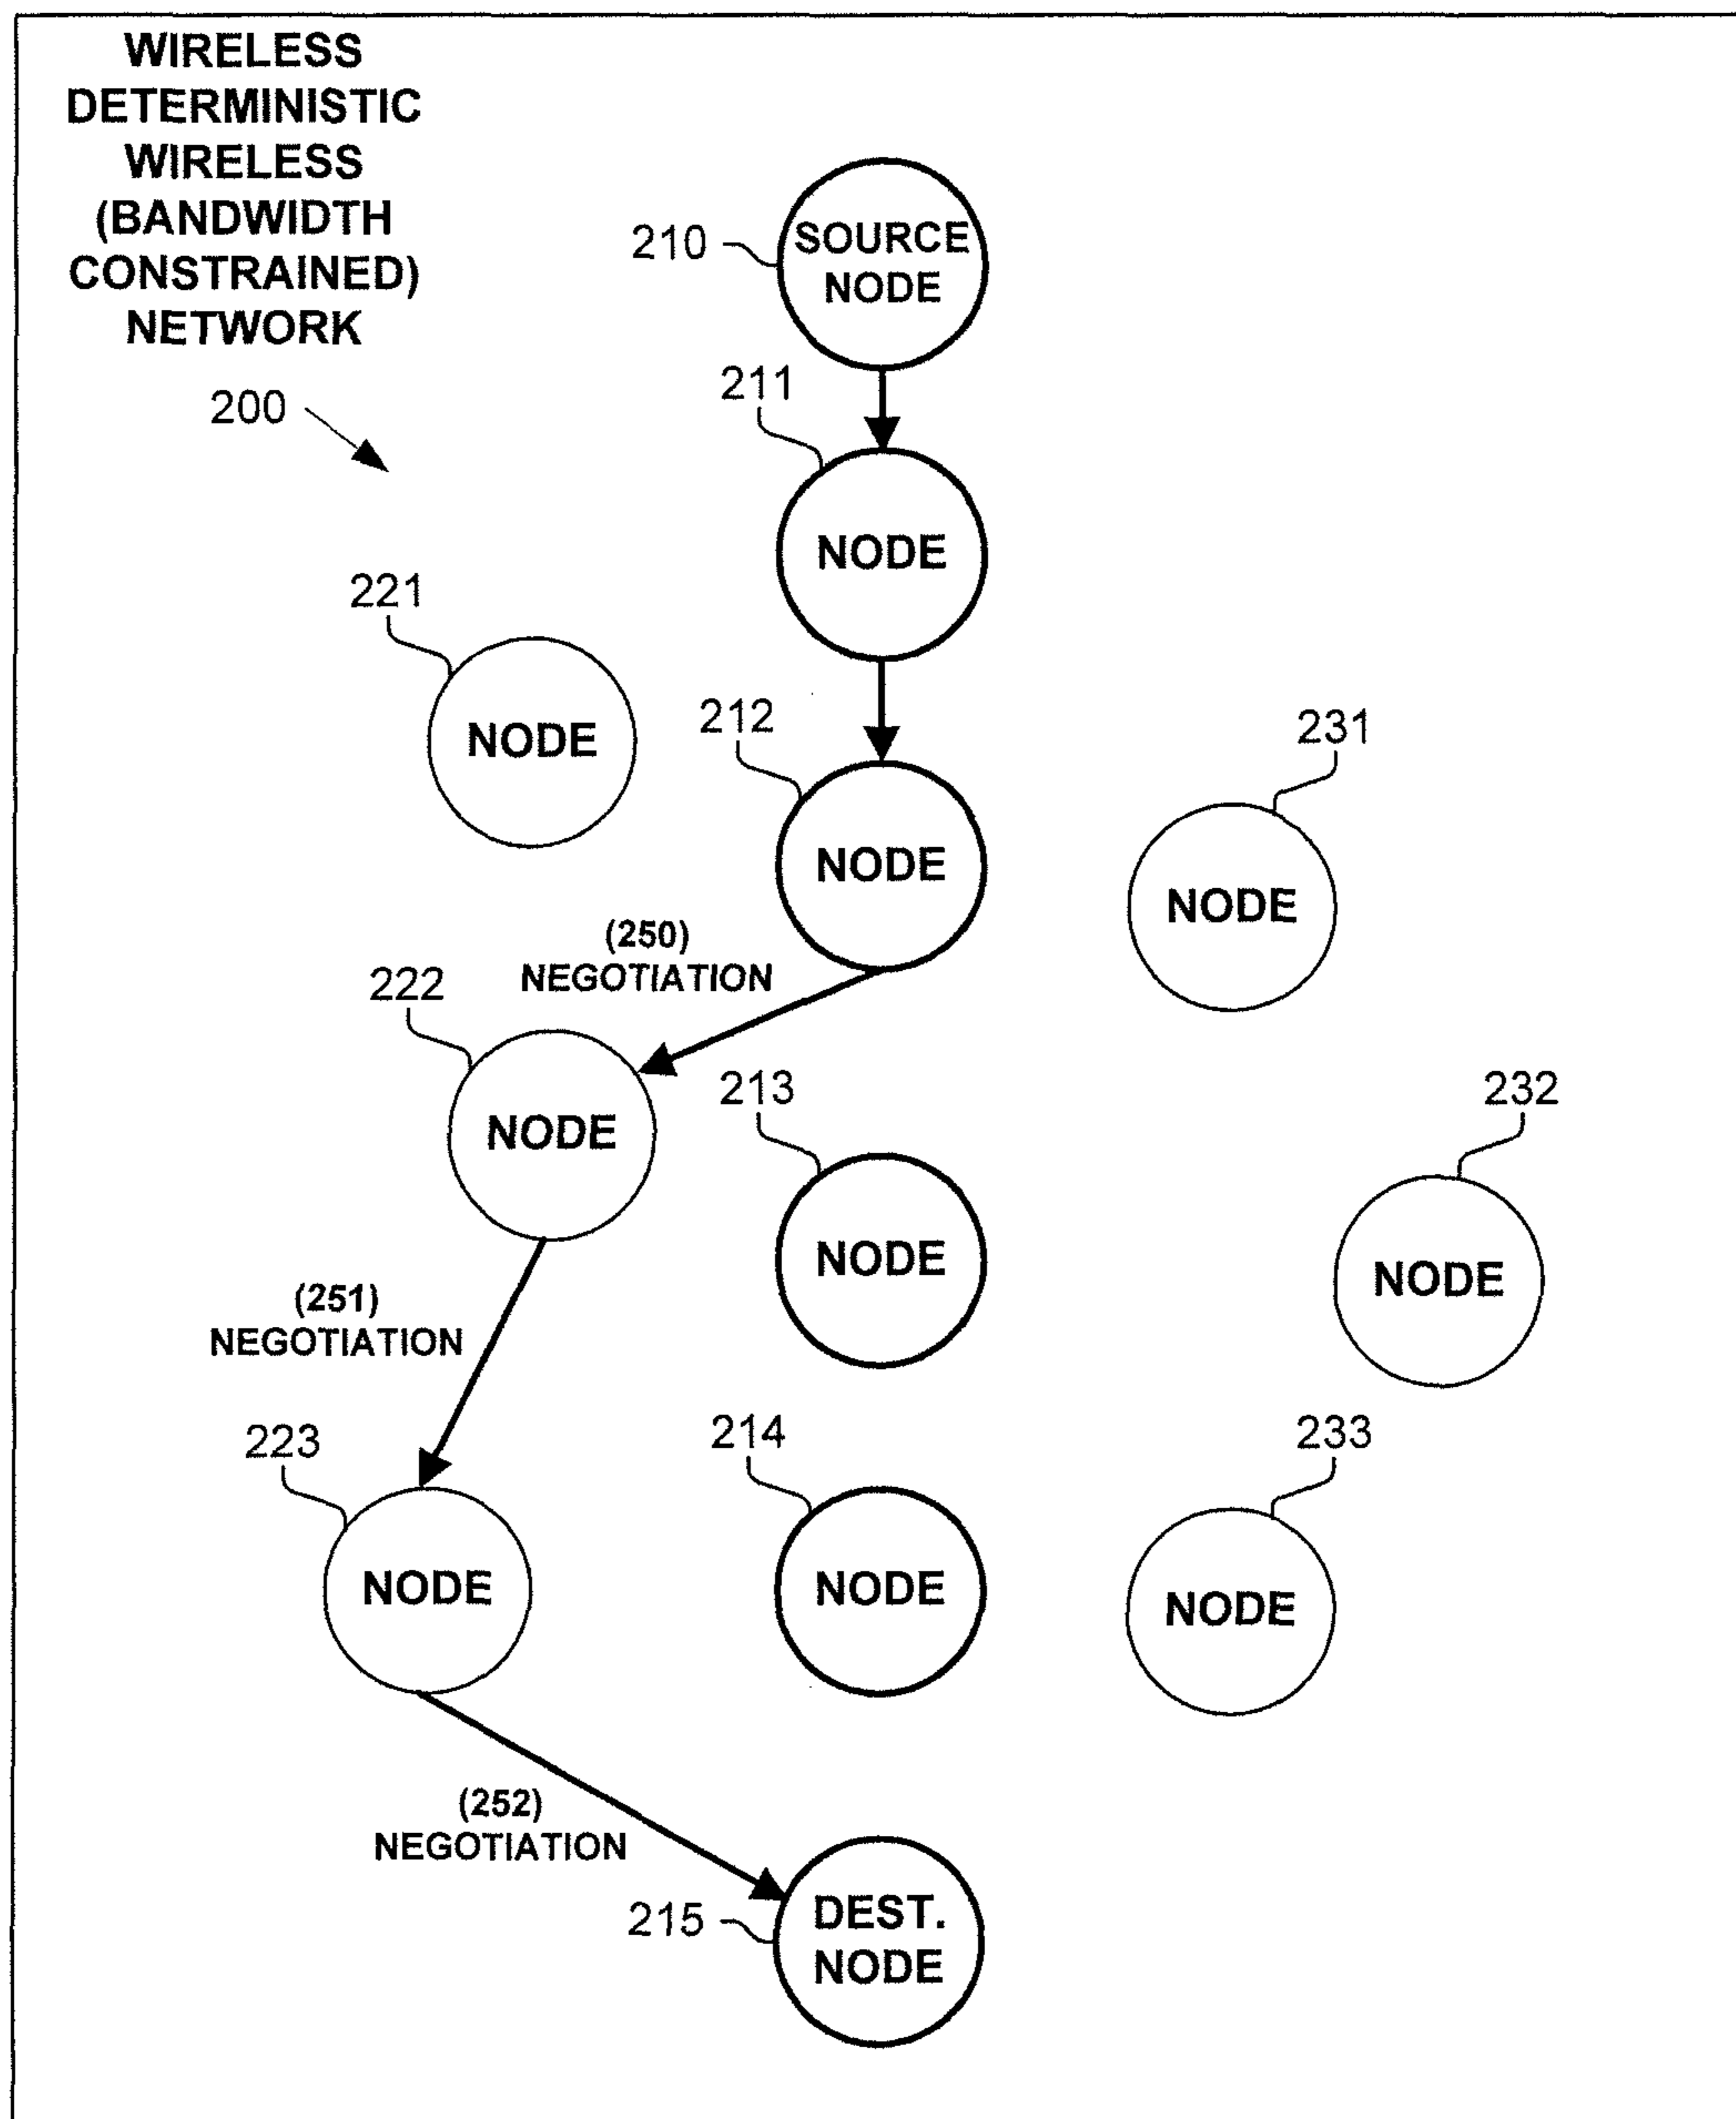 WIRELESS
DETERMINISTIC
WIRELESS
(BANDWIDTH
CONSTRAINED)
NETWORK
200
210
SOURCE
NODE
211
NODE
221
NODE
212
NODE
231
NODE
(250)
NEGOTIATION
222
NODE
213
NODE
232
NODE
(251)
NEGOTIATION
223
NODE
214
NODE
233
NODE
(252)
NEGOTIATION
215
DEST.
NODE